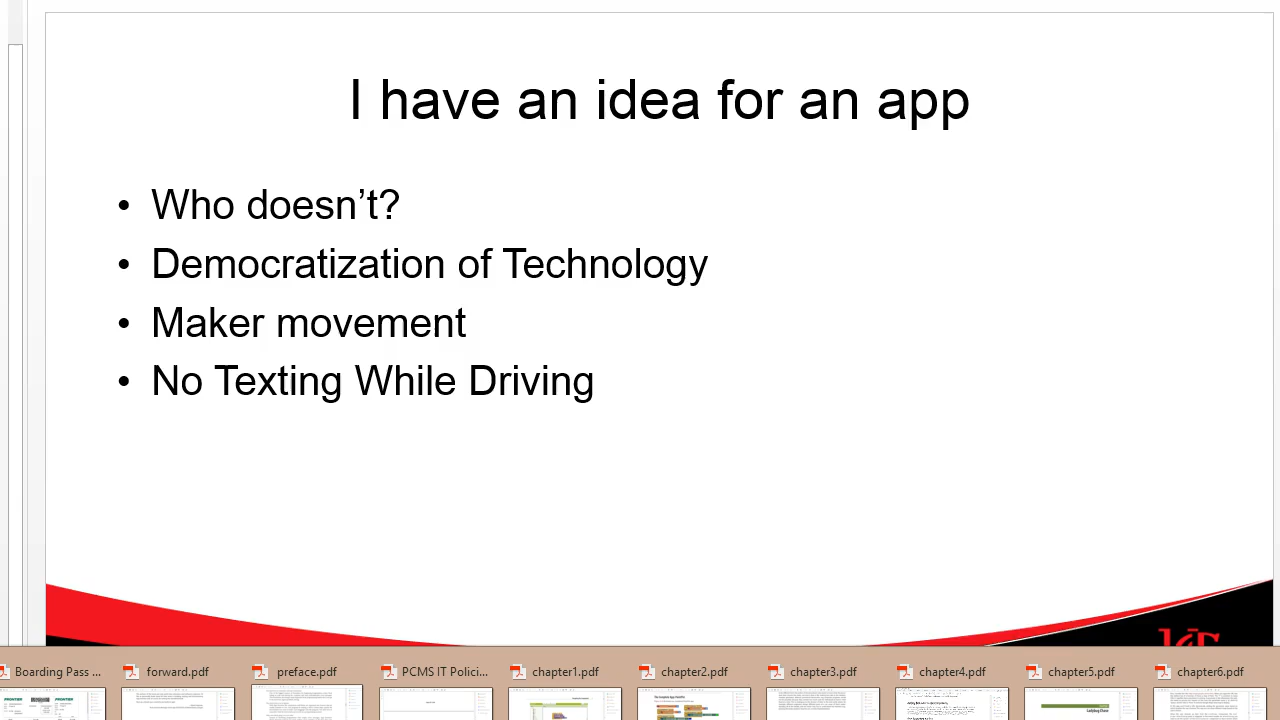 I have an idea for an app
• Who doesn’t?
• Democratization of Technology
• Maker movement
• No Texting While Driving
Boarding Pass ...
forward.pdf
preface.pdf
PCMS IT Polici...
chapter1.pdf
chapter2.pdf
chapter3.pdf
chapter4.pdf
chapter5.pdf
chapter6.pdf